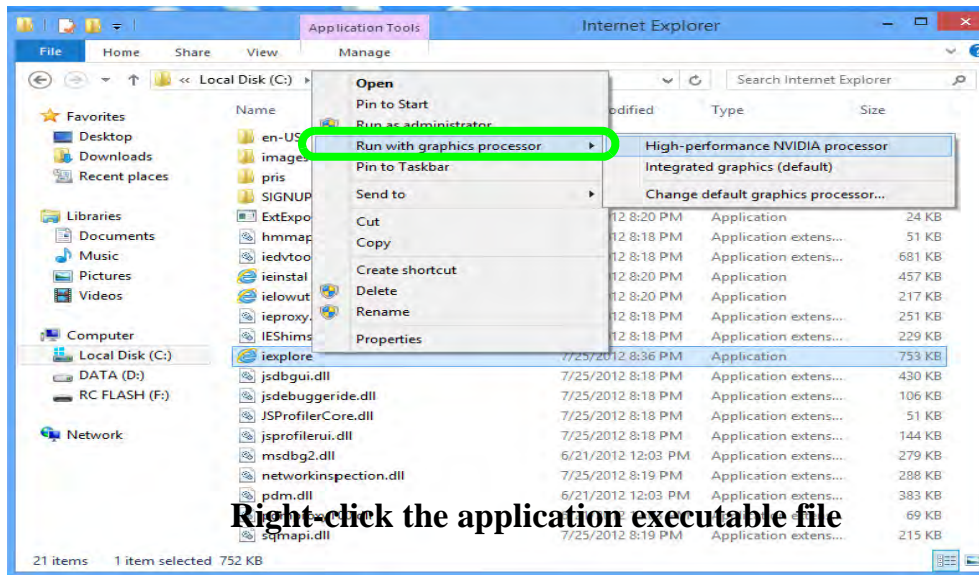 Application Tools Internet Explorer
File Home Share View Manage
« Local Disk (C:) Search Internet Explorer
Name Type Size
Favorites
Desktop
Downloads
Recent places
Libraries
Documents
Music
Pictures
Videos
Computer
Local Disk (C:)
DATA (D:)
RC FLASH (F:)
Network
Open
Pin to Start
Run as administrator
Run with graphics processor
Pin to Taskbar
Send to
Cut
Copy
Create shortcut
Delete
Rename
Properties
High-performance NVIDIA processor
Integrated graphics (default)
Change default graphics processor...
en-US
images
pris
SIGNUP
ExtExpo 12 8:20 PM Application 24 KB
hmmap 12 8:18 PM Application extens... 51 KB
iedvtoo 12 8:18 PM Application extens... 681 KB
ieinstal 12 8:20 PM Application 457 KB
ielowut 12 8:20 PM Application 217 KB
ieproxy. 12 8:18 PM Application extens... 251 KB
IEShims 12 8:18 PM Application extens... 229 KB
iexplore 7/25/2012 8:36 PM Application 753 KB
jsdbgui.dll 7/25/2012 8:18 PM Application extens... 430 KB
jsdebuggeride.dll 7/25/2012 8:18 PM Application extens... 106 KB
JSProfilerCore.dll 7/25/2012 8:18 PM Application extens... 51 KB
jsprofilerui.dll 7/25/2012 8:18 PM Application extens... 144 KB
msdbg2.dll 6/21/2012 12:03 PM Application extens... 279 KB
networkinspection.dll 7/25/2012 8:19 PM Application extens... 288 KB
pdm.dll 6/21/2012 12:03 PM Application extens... 383 KB
69 KB
Right-click the application executable file
sqmapi.dll 7/25/2012 8:19 PM Application extens... 215 KB
21 items 1 item selected 752 KB